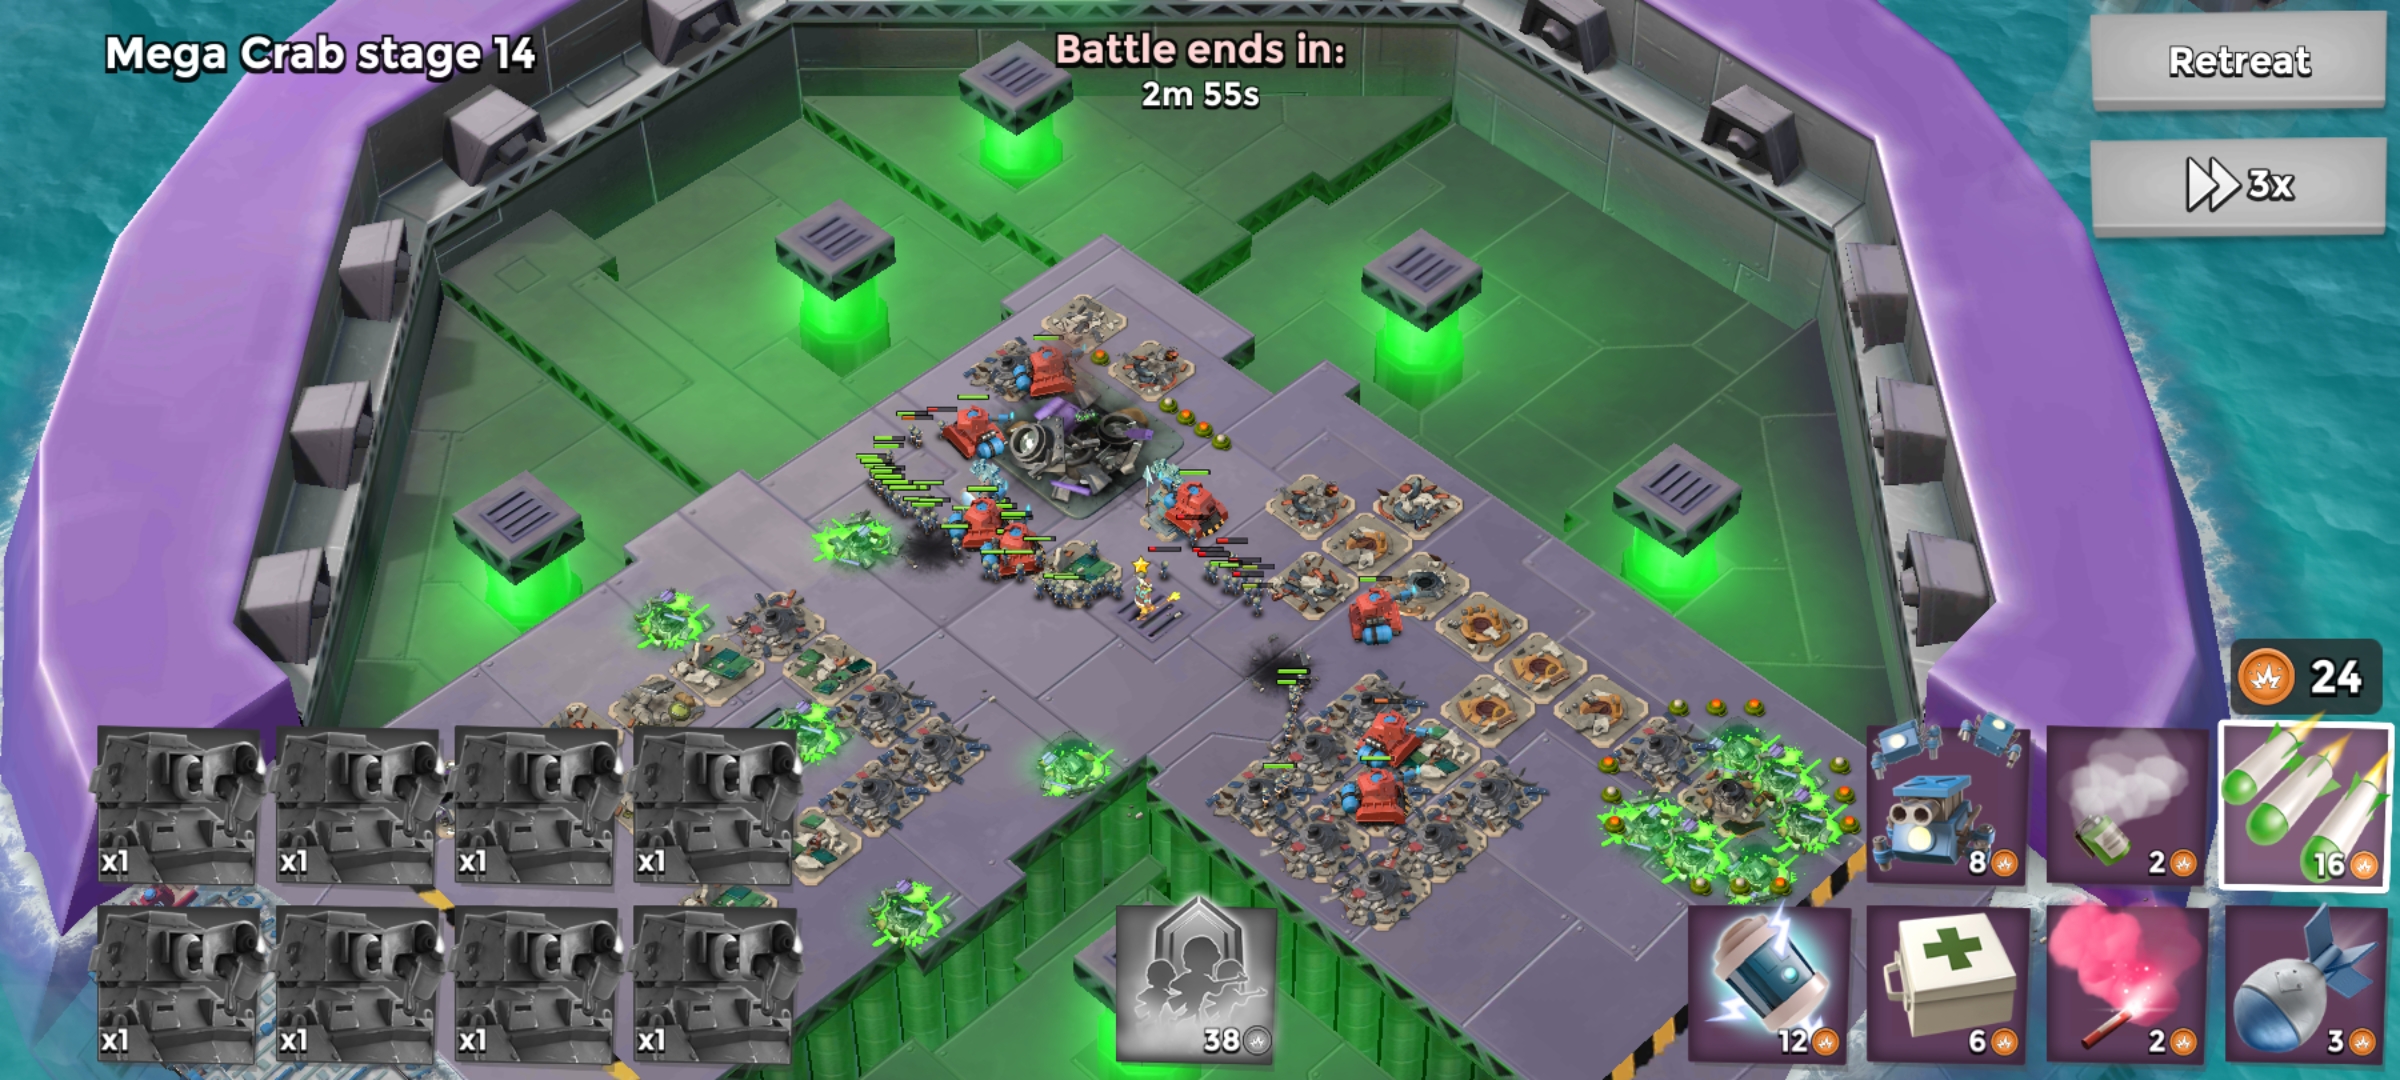 Mega Crab stage 14
Battle ends in:
2m 55s
Retreat
3x
24
x1
x1
x1
x1
8
2
16
x1
x1
x1
x1
38
12
6
2
3